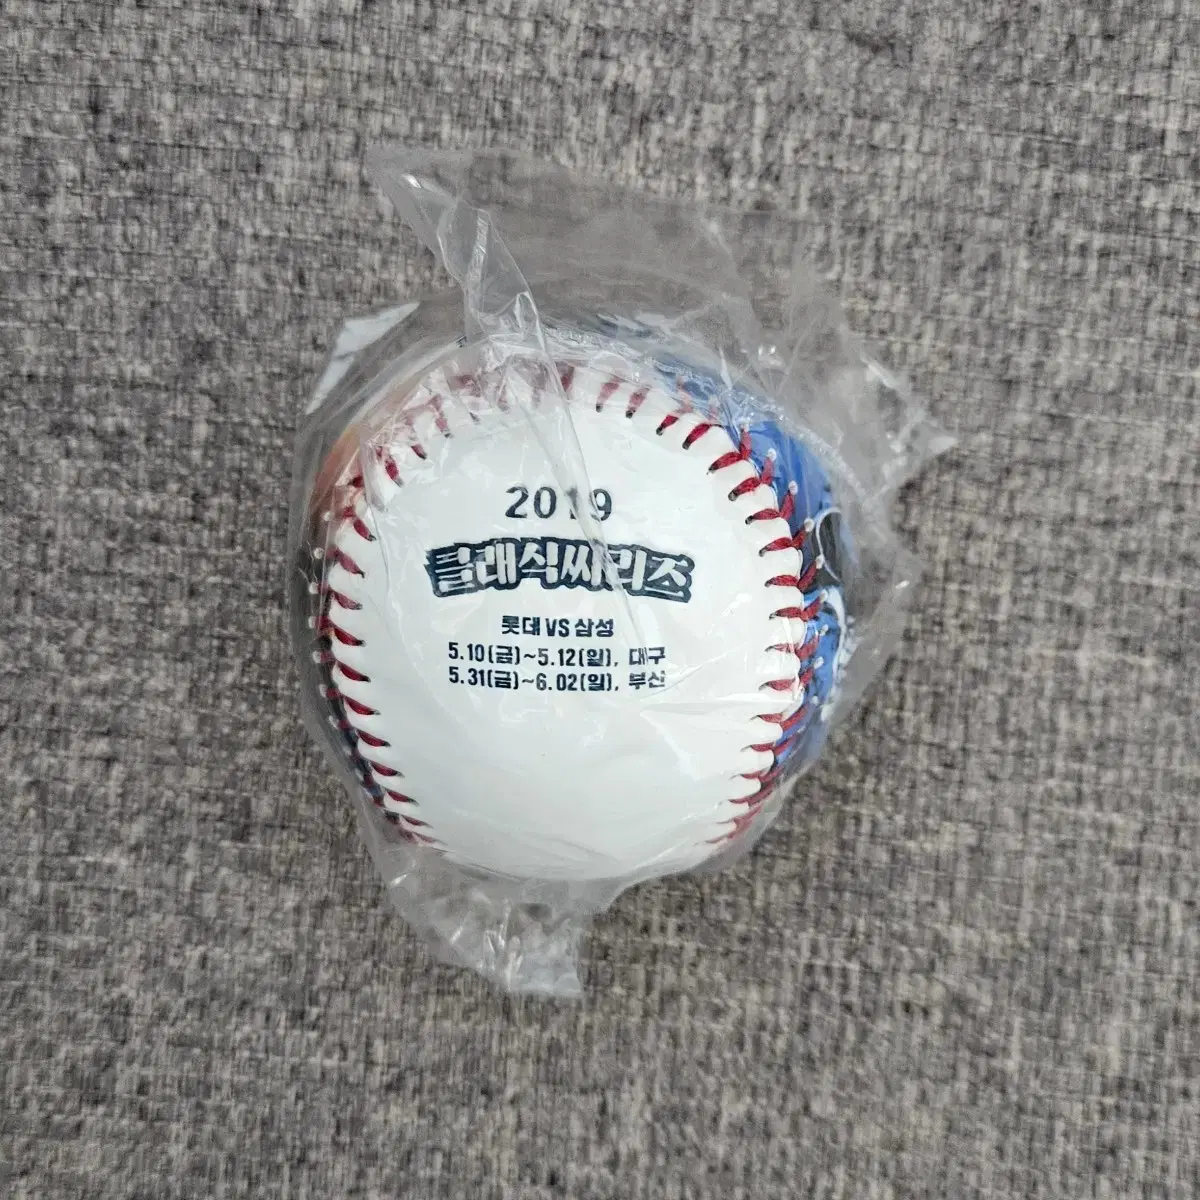 2019
클래식씨리즈
롯데 VS 삼성
5.10(금)~5.12(일), 대구
5.31(금)~6.02(일), 부산